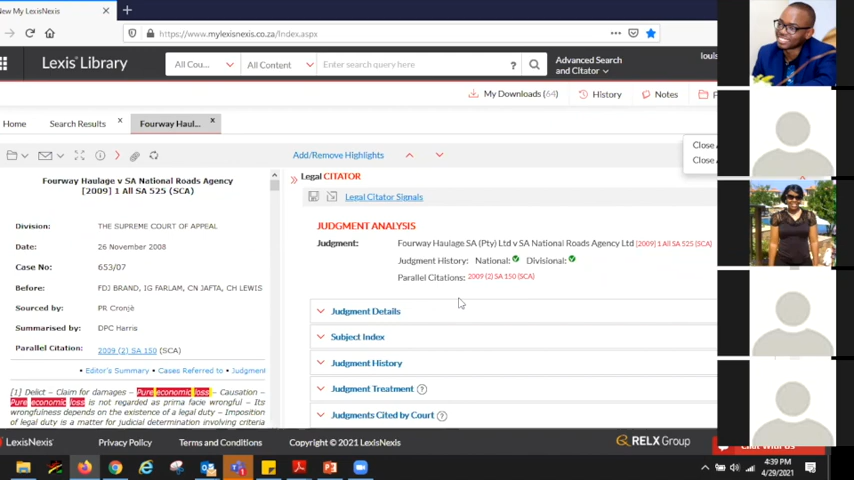 New My LexisNexis
https://www.mylexisnexis.co.za/Index.aspx
Lexis® Library
All Cou...
All Content
Enter search query here
?
Advanced Search
and Citator
louis
My Downloads (64)
History
Notes
Home
Search Results
Fourway Haul...
Close
Close
Add/Remove Highlights
Fourway Haulage v SA National Roads Agency
[2009] 1 All SA 525 (SCA)
Division:
THE SUPREME COURT OF APPEAL
Date:
26 November 2008
Case No:
653/07
Before:
FDJ BRAND, IG FARLAM, CN JAFTA, CH LEWIS
Sourced by:
PR Cronjè
Summarised by:
DPC Harris
Parallel Citation:
2009 (2) SA 150 (SCA)
• Editor's Summary • Cases Referred to • Judgment
[1] Delict – Claim for damages – Pure economic loss – Causation –
Pure economic loss is not regarded as prima facie wrongful – Its
wrongfulness depends on the existence of a legal duty – Imposition
of legal duty is a matter for judicial determination involving criteria
Legal CITATOR
Legal Citator Signals
JUDGMENT ANALYSIS
Judgment:
Fourway Haulage SA (Pty) Ltd v SA National Roads Agency Ltd [2009] 1 All SA 525 (SCA)
Judgment History: National: Divisional:
Parallel Citations: 2009 (2) SA 150 (SCA)
Judgment Details
Subject Index
Judgment History
Judgment Treatment ?
Judgments Cited by Court ?
LexisNexis
Privacy Policy
Terms and Conditions
Copyright © 2021 LexisNexis
RELX Group
4:39 PM
4/29/2021